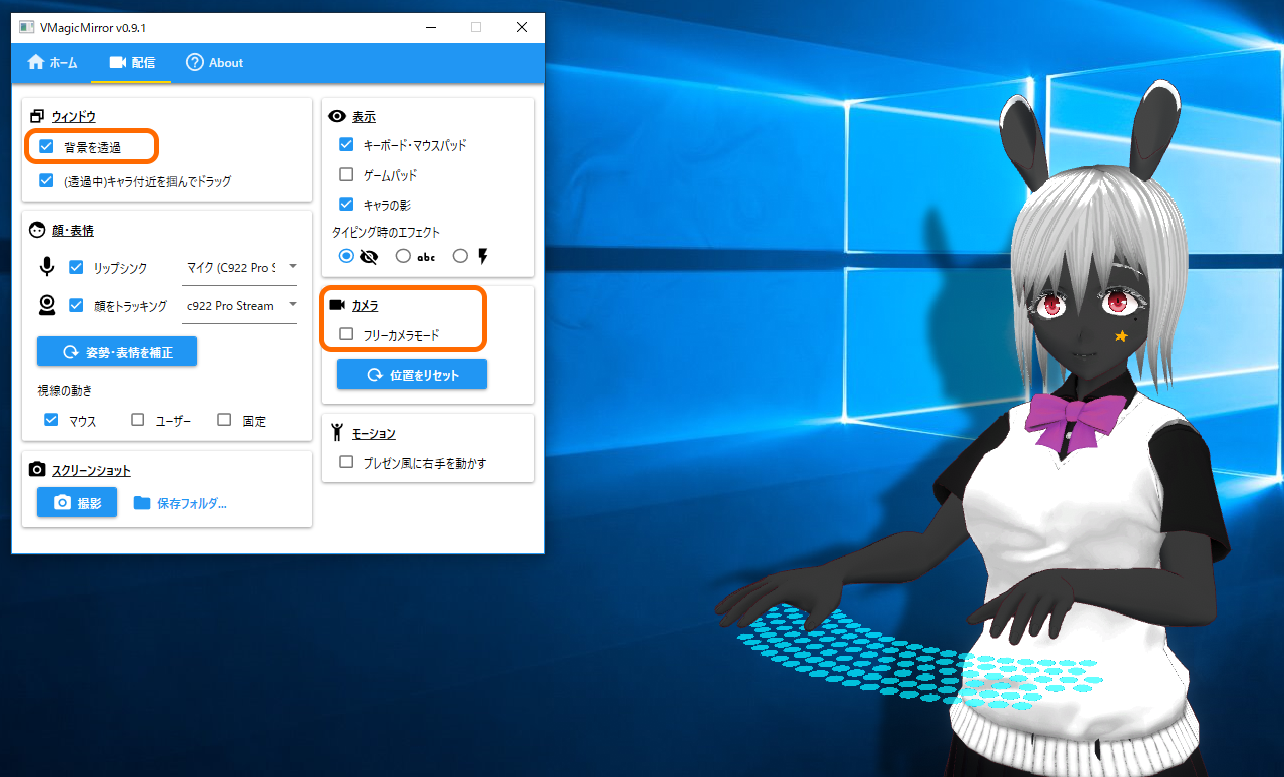 VMagicMirror v0.9.1
ホーム
配信
About
ウィンドウ
背景を透過
(透過中)キャラ付近を掴んでドラッグ
顔・表情
リップシンク
マイク (C922 Pro S
顔をトラッキング
c922 Pro Stream
姿勢・表情を補正
視線の動き
マウス
ユーザー
固定
スクリーンショット
撮影
保存フォルダ...
表示
キーボード・マウスパッド
ゲームパッド
キャラの影
タイピング時のエフェクト
abc
カメラ
フリーカメラモード
位置をリセット
モーション
プレゼン風に右手を動かす